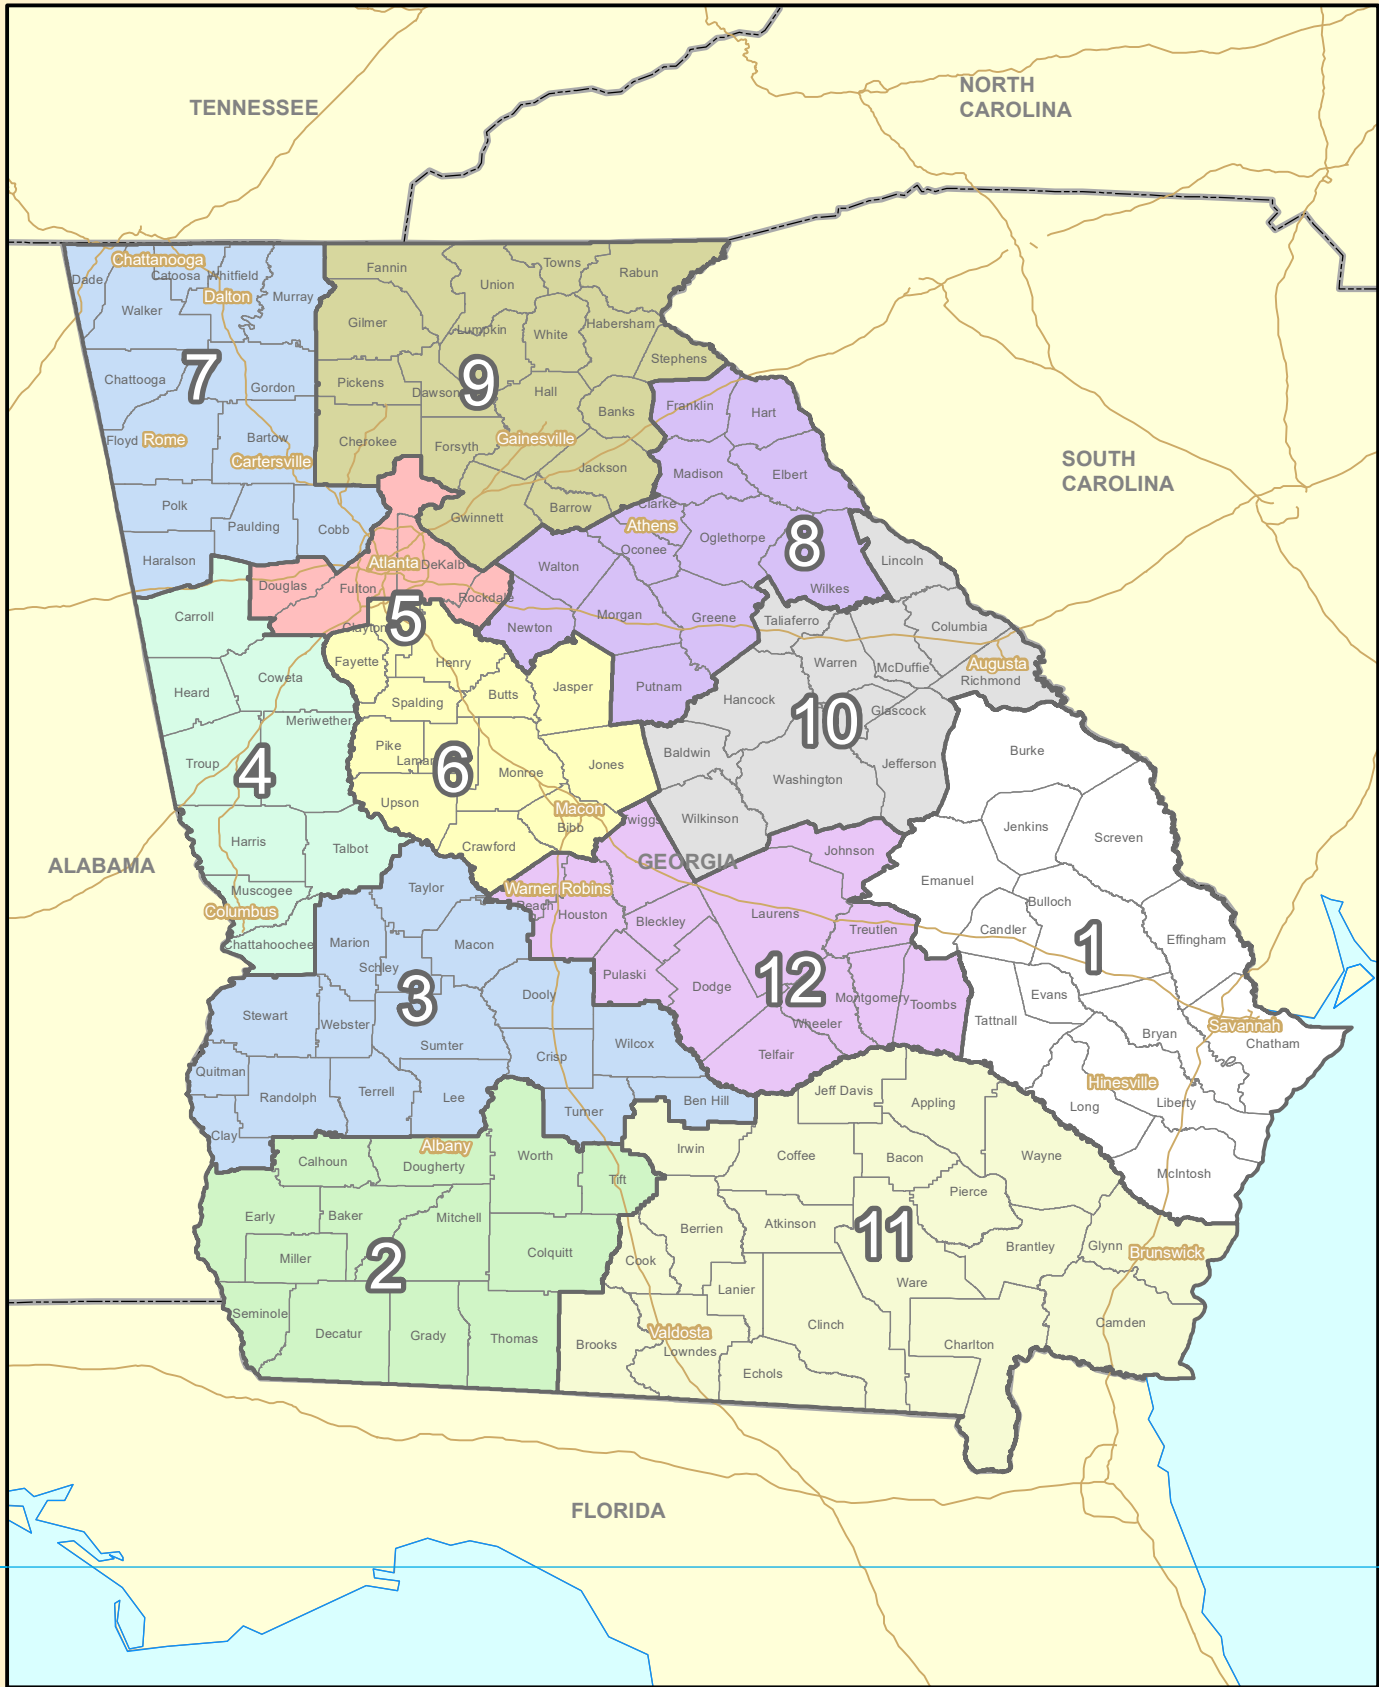 TENNESSEE
NORTH
CAROLINA
Fannin
Towns
Rabun
Union
Chattanooga
Dade
Catoosa
Whitfield
Dalton
Murray
Walker
Gilmer
Lumpkin
White
Habersham
Stephens
7
Chattooga
Gordon
Pickens
Dawson
9
Hall
Banks
Franklin
Hart
Floyd
Rome
Bartow
Cartersville
Cherokee
Forsyth
Gainesville
Jackson
Madison
Elbert
SOUTH
CAROLINA
Polk
Paulding
Cobb
Gwinnett
Barrow
Clarke
Athens
Oconee
Oglethorpe
8
Wilkes
Lincoln
Haralson
Atlanta
DeKalb
Walton
Douglas
Fulton
Rockdale
Carroll
5
Clayton
Newton
Morgan
Greene
Taliaferro
Columbia
Fayette
Henry
Warren
McDuffie
Augusta
Richmond
Heard
Coweta
Spalding
Butts
Jasper
Putnam
Hancock
Glascock
10
Meriwether
Pike
Lamar
6
Monroe
Jones
Baldwin
Washington
Jefferson
Burke
Troup
4
Upson
Macon
Bibb
Twiggs
Wilkinson
Jenkins
Screven
Harris
Talbot
Crawford
GEORGIA
Johnson
ALABAMA
Muscogee
Columbus
Chattahoochee
Taylor
Warner Robins
Peach
Houston
Bleckley
Laurens
Treutlen
Emanuel
Bulloch
Candler
1
Effingham
Marion
Macon
Schley
3
Dooly
Pulaski
Dodge
12
Montgomery
Toombs
Wheeler
Evans
Tattnall
Bryan
Savannah
Chatham
Stewart
Webster
Sumter
Crisp
Wilcox
Telfair
Hinesville
Long
Liberty
Quitman
Randolph
Terrell
Lee
Turner
Ben Hill
Jeff Davis
Appling
Clay
Albany
Calhoun
Dougherty
Worth
Tift
Irwin
Coffee
Bacon
Wayne
McIntosh
Pierce
Early
Baker
Mitchell
Colquitt
Berrien
Atkinson
11
Brantley
Glynn
Brunswick
Miller
2
Cook
Lanier
Ware
Seminole
Decatur
Grady
Thomas
Brooks
Valdosta
Lowndes
Echols
Clinch
Charlton
Camden
FLORIDA